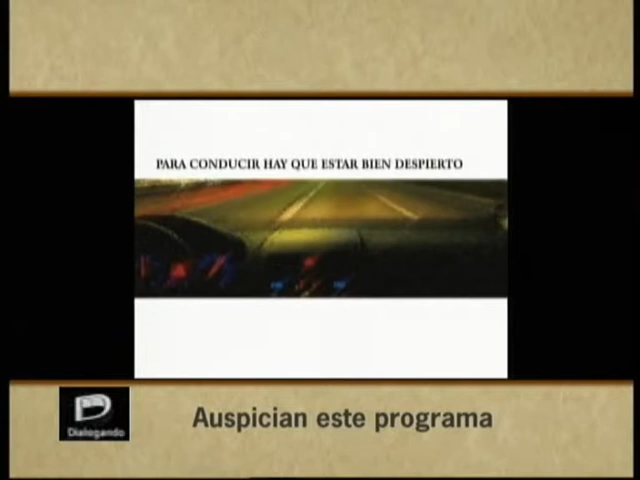 PARA CONDUCIR HAY QUE ESTAR BIEN DESPIERTO
Dialogando
Auspician este programa